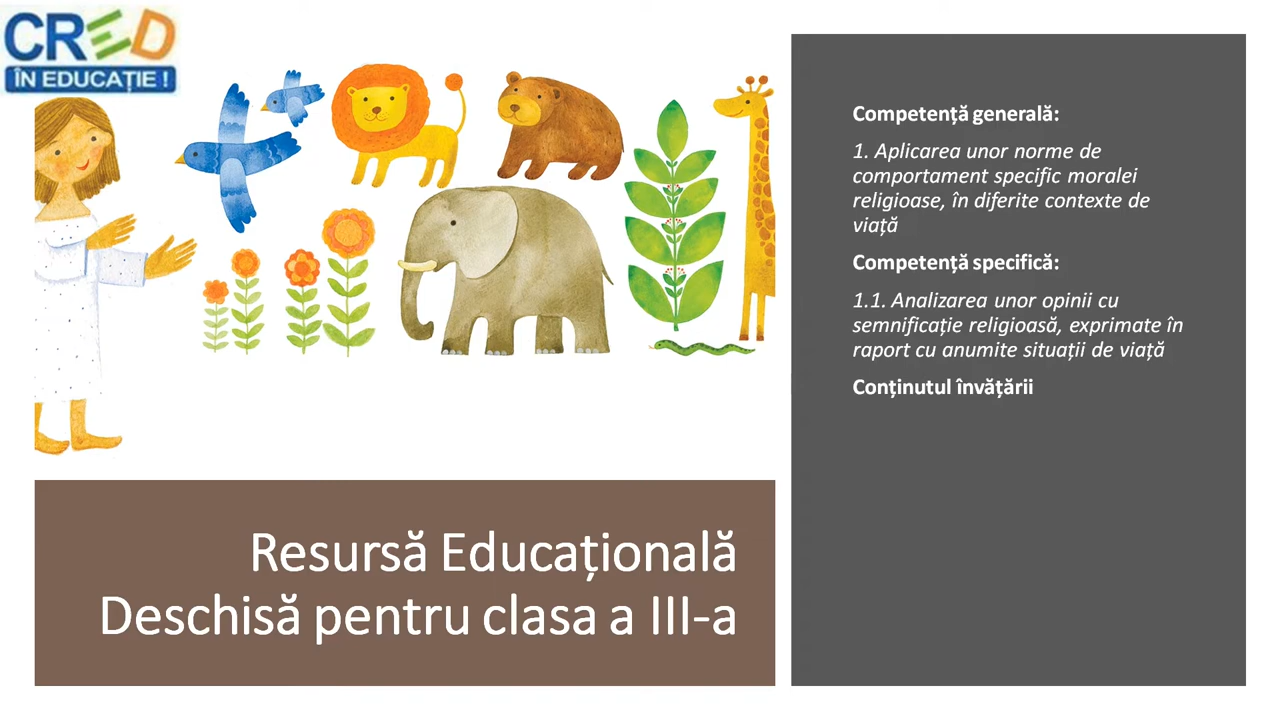 CRED
ÎN EDUCAȚIE !
Competență generală:
1. Aplicarea unor norme de
comportament specific moralei
religioase, în diferite contexte de
viață
Competență specifică:
1.1. Analizarea unor opinii cu
semnificație religioasă, exprimate în
raport cu anumite situații de viață
Conținutul învățării
Resursă Educațională
Deschisă pentru clasa a III-a